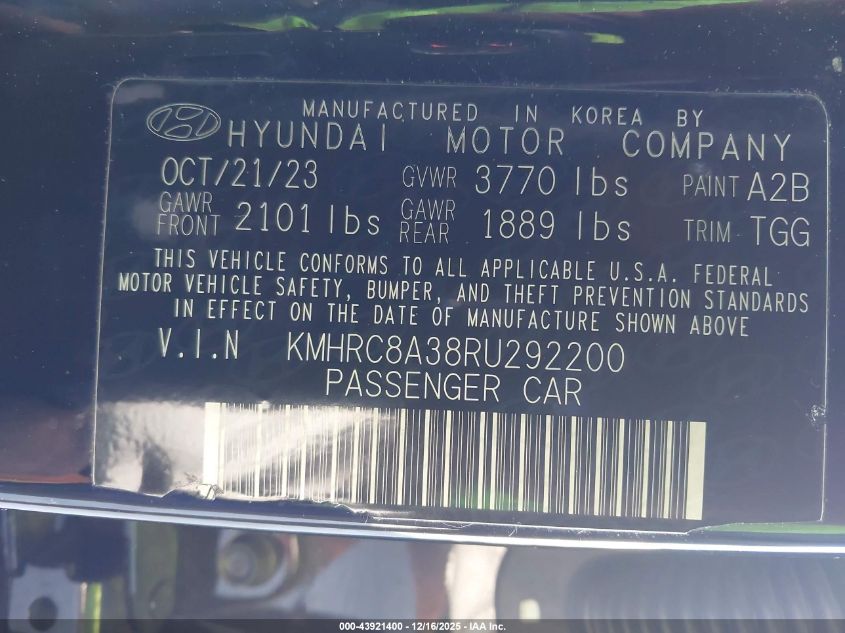 MANUFACTURED IN KOREA BY
HYUNDAI MOTOR COMPANY
OCT/21/23 GVWR 3770 lbs PAINT A2B
GAWR FRONT 2101 lbs GAWR REAR 1889 lbs TRIM TGG
THIS VEHICLE CONFORMS TO ALL APPLICABLE U.S.A. FEDERAL
MOTOR VEHICLE SAFETY, BUMPER, AND THEFT PREVENTION STANDARDS
IN EFFECT ON THE DATE OF MANUFACTURE SHOWN ABOVE
V.I.N KMHRC8A38RU292200
PASSENGER CAR
000-43921400 - 12/16/2025 - IAA Inc.